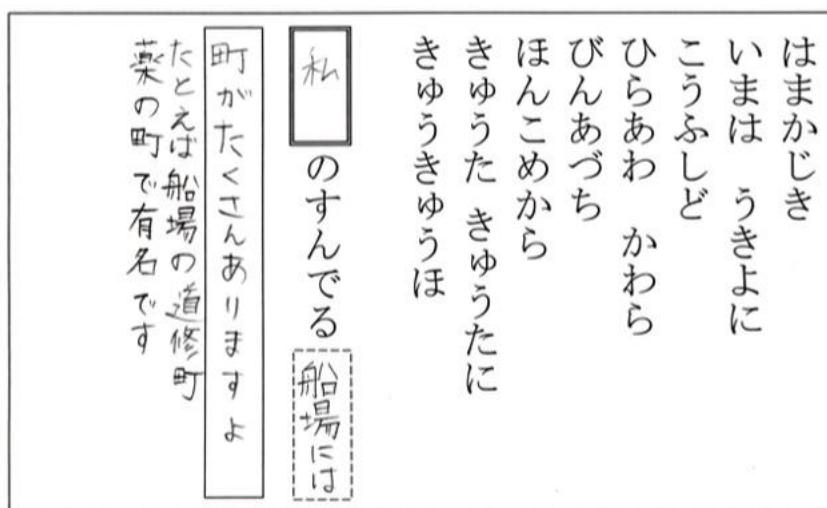 はまかじき
いまは　うきよに
こうふしど
ひらあわ　かわら
びんあづち
ほんこめから
きゅうた きゅうたに
きゅうきゅうほ
私のすんでる船場には
町がたくさんありますよ
たとえば船場の道修町
薬の町で有名です